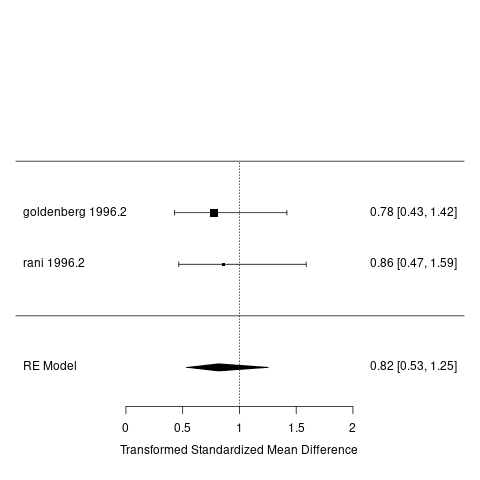 goldenberg 1996.2 0.78 [0.43, 1.42]
rani 1996.2 0.86 [0.47, 1.59]
RE Model 0.82 [0.53, 1.25]
0 0.5 1 1.5 2
Transformed Standardized Mean Difference